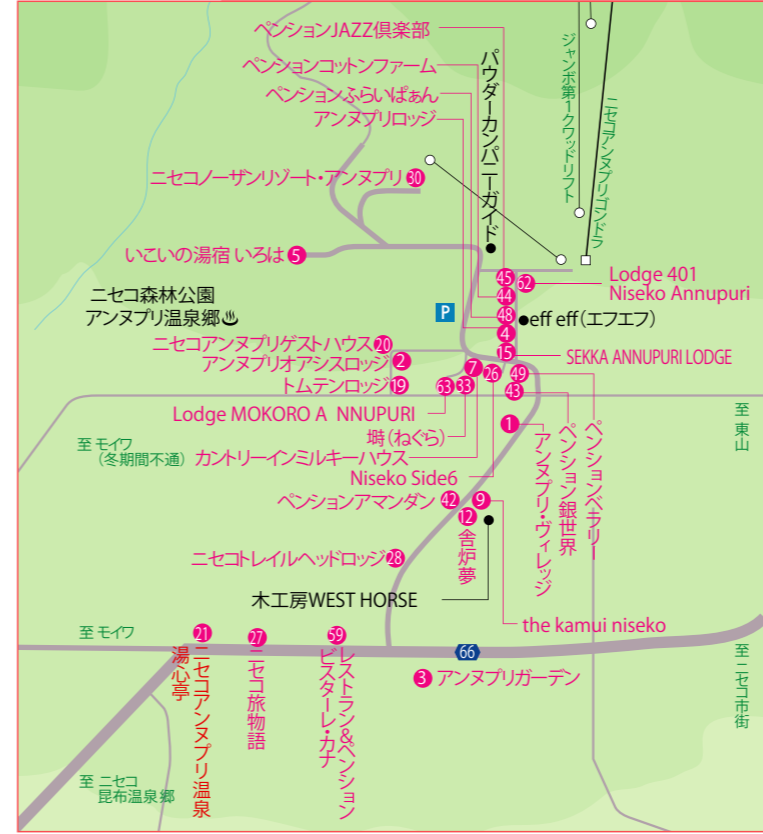 ペンションJAZZ倶楽部
ペンションコットンファーム
ペンションふらいぱぁん
アンヌプリロッジ
パウダーカンパニーガイド
ジャンボ第1クワッドリフト
ニセコアンヌプリゴンドラ
ニセコノーザンリゾート・アンヌプリ 30
いこいの湯宿 いろは 5
ニセコ森林公園
アンヌプリ温泉郷♨
P
45
62
Lodge 401
Niseko Annupuri
44
48
eff eff(エフエフ)
4
15
SEKKA ANNUPURI LODGE
ニセコアンヌプリゲストハウス 20
アンヌプリオアシスロッジ 2
トムテンロッジ 19
63
33
7
26
49
43
Lodge MOKORO A NNUPURI
塒(ねぐら)
至 モイワ
(冬期間不通)
カントリーインミルキーハウス
Niseko Side6
1
アンヌプリ・ヴィレッジ
ペンション銀世界
ペンションベラリー
至 東山
ペンションアマンダン 42
9
12
舎炉夢
ニセコトレイルヘッドロッジ 28
木工房WEST HORSE
the kamui niseko
至 モイワ
21
ニセコアンヌプリ温泉
湯心亭
27
ニセコ旅物語
59
レストラン&ペンション
ビスターレ・カナ
66
3 アンヌプリガーデン
至 ニセコ市街
至 ニセコ
昆布温泉郷